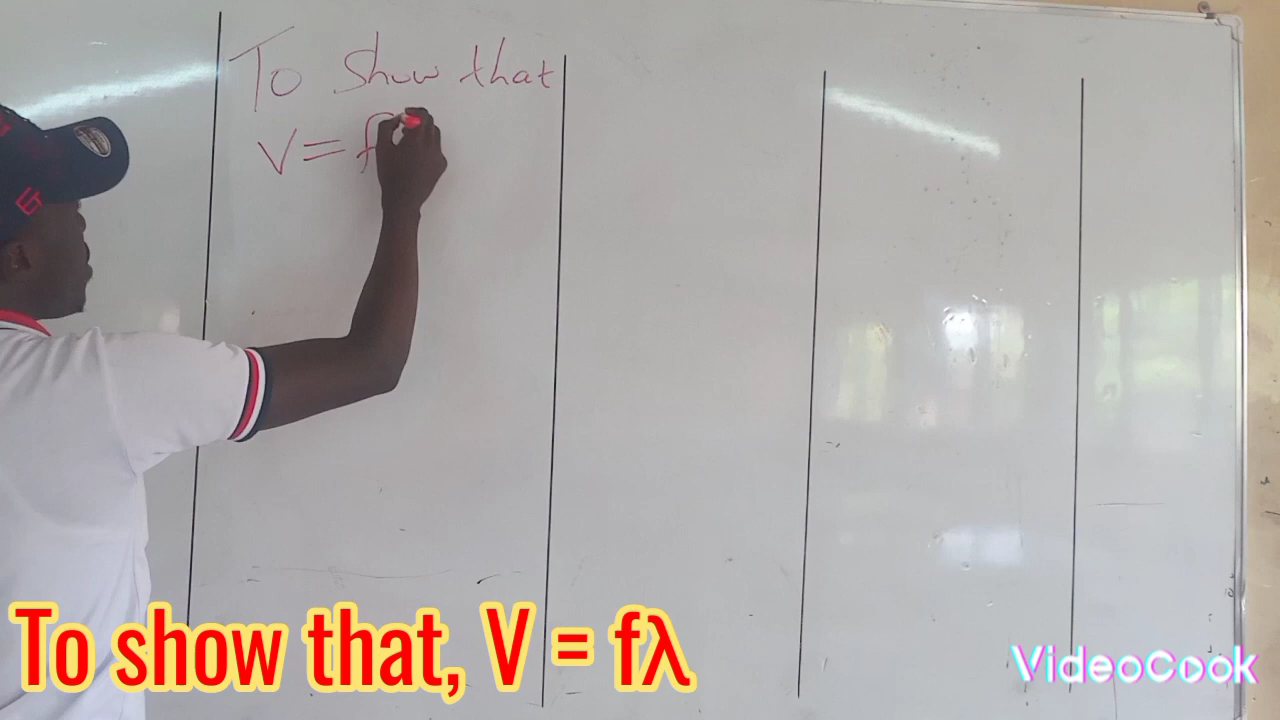 To show that
V = f
To show that, V = fλ
VideoCook